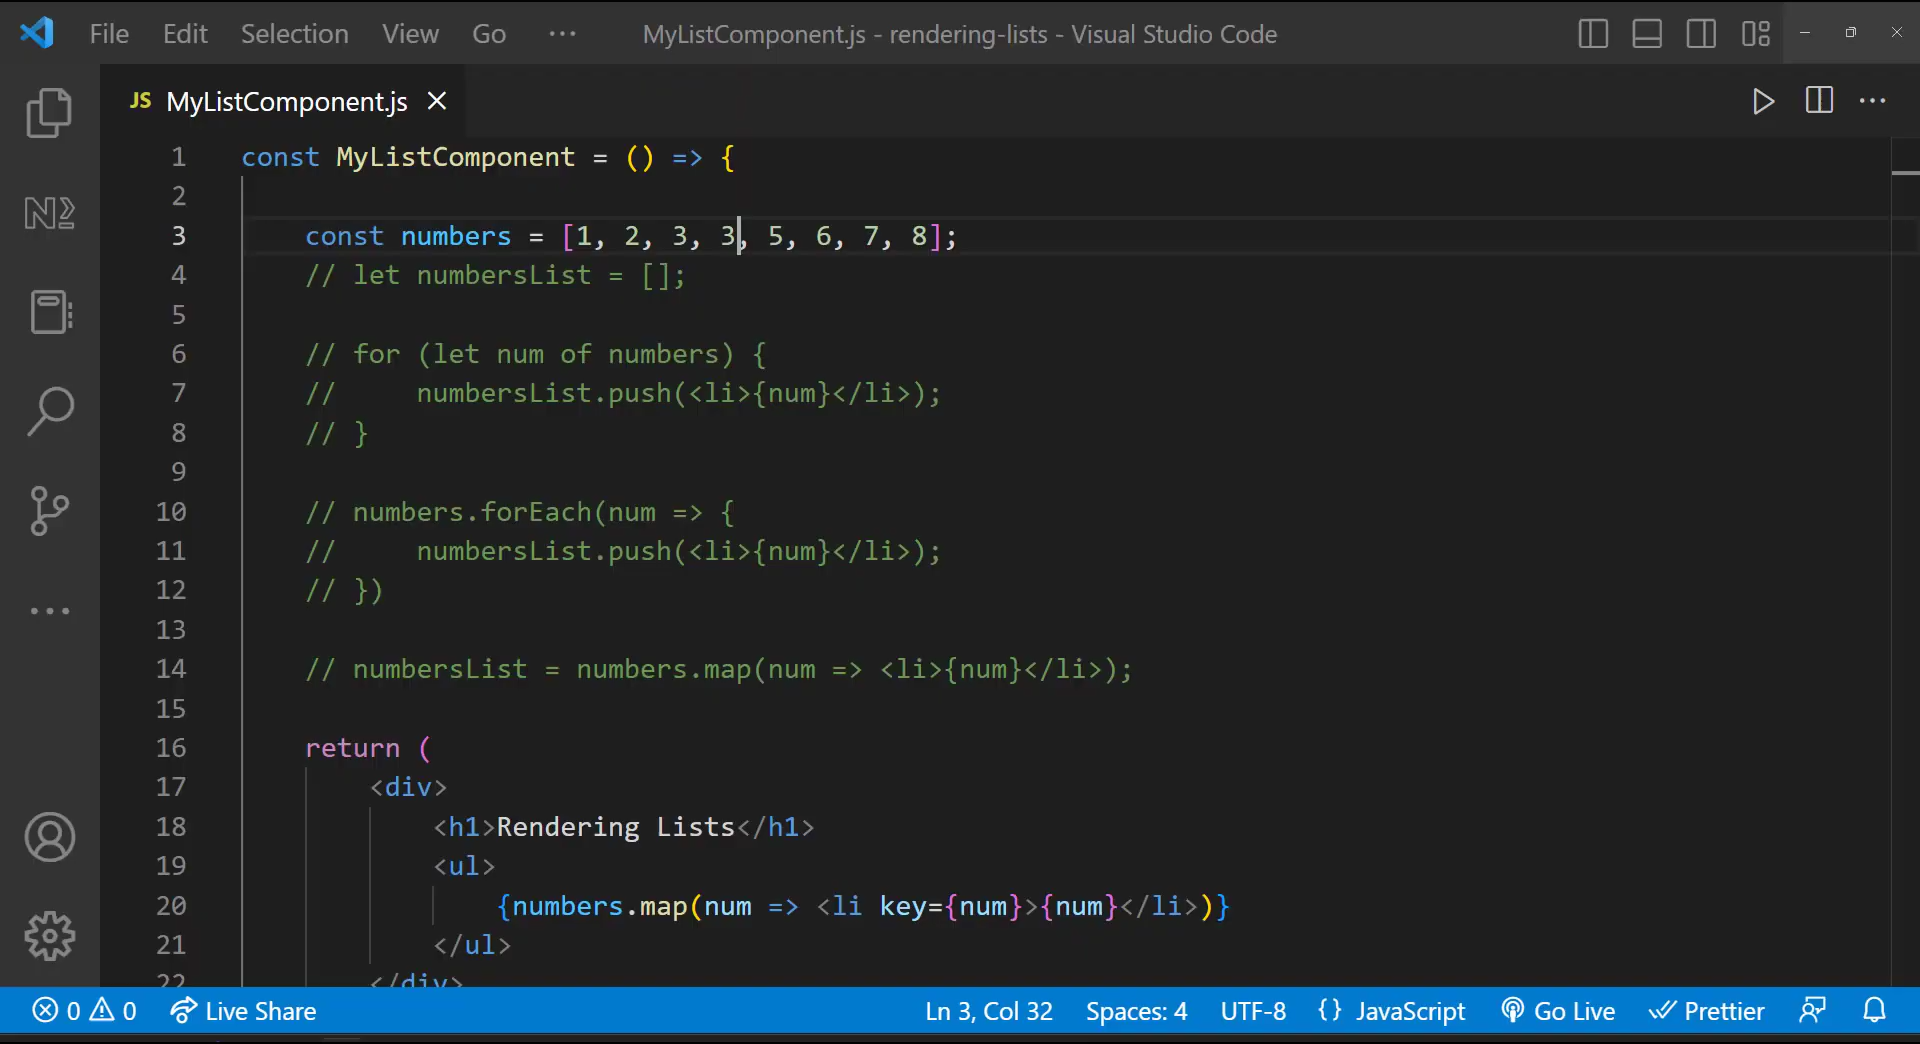 File Edit Selection View Go ··· MyListComponent.js - rendering-lists - Visual Studio Code
JS MyListComponent.js
1 const MyListComponent = () => {
2
3     const numbers = [1, 2, 3, 3, 5, 6, 7, 8];
4     // let numbersList = [];
5
6     // for (let num of numbers) {
7     //     numbersList.push(<li>{num}</li>);
8     // }
9
10     // numbers.forEach(num => {
11     //     numbersList.push(<li>{num}</li>);
12     // })
13
14     // numbersList = numbers.map(num => <li>{num}</li>);
15
16     return (
17         <div>
18             <h1>Rendering Lists</h1>
19             <ul>
20                 {numbers.map(num => <li key={num}>{num}</li>)}
21             </ul>
22         </div>
0 0 Live Share Ln 3, Col 32 Spaces: 4 UTF-8 {} JavaScript Go Live Prettier